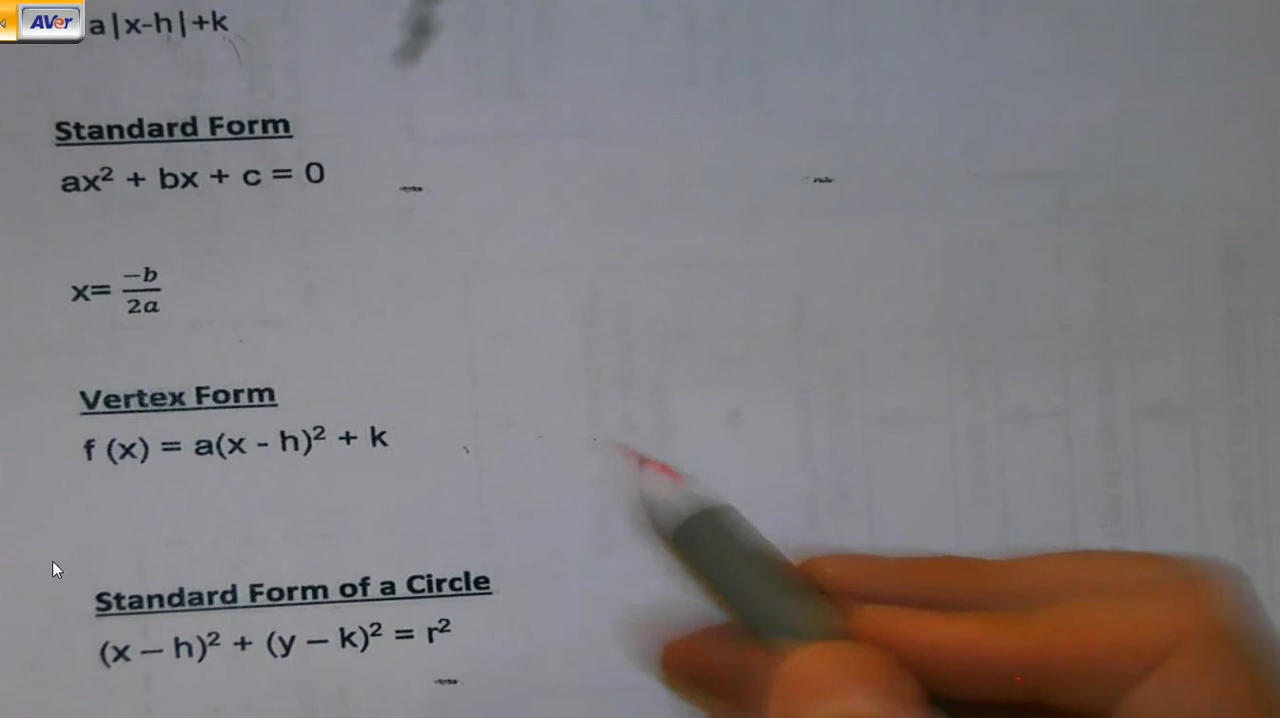 AVer
a|x-h|+k
Standard Form
ax² + bx + c = 0
x= -b/2a
Vertex Form
f (x) = a(x - h)² + k
Standard Form of a Circle
(x – h)² + (y – k)² = r²